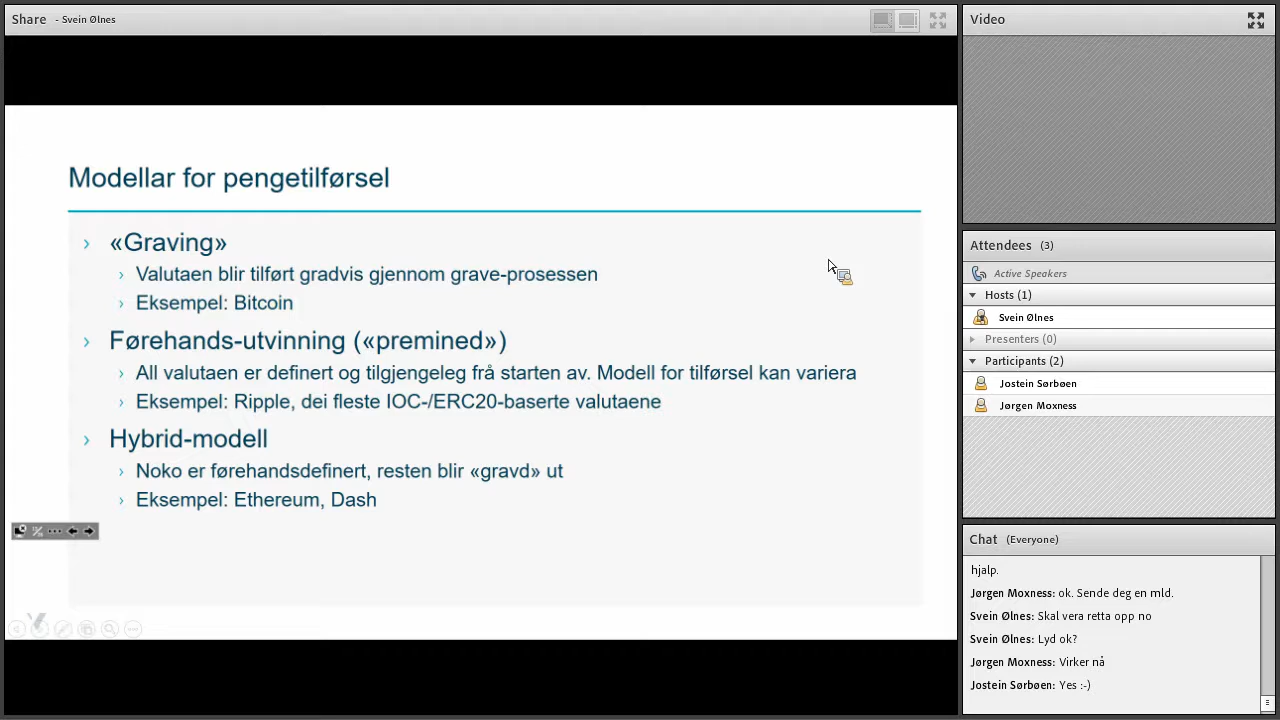 Share - Svein Ølnes
Modellar for pengetilførsel
«Graving»
Valutaen blir tilført gradvis gjennom grave-prosessen
Eksempel: Bitcoin
Førehands-utvinning («premined»)
All valutaen er definert og tilgjengeleg frå starten av. Modell for tilførsel kan variera
Eksempel: Ripple, dei fleste IOC-/ERC20-baserte valutaene
Hybrid-modell
Noko er førehandsdefinert, resten blir «gravd» ut
Eksempel: Ethereum, Dash
Video
Attendees (3)
Active Speakers
Hosts (1)
Svein Ølnes
Presenters (0)
Participants (2)
Jostein Sørbøen
Jørgen Moxness
Chat (Everyone)
hjalp.
Jørgen Moxness: ok. Sende deg en mld.
Svein Ølnes: Skal vera retta opp no
Svein Ølnes: Lyd ok?
Jørgen Moxness: Virker nå
Jostein Sørbøen: Yes :-)